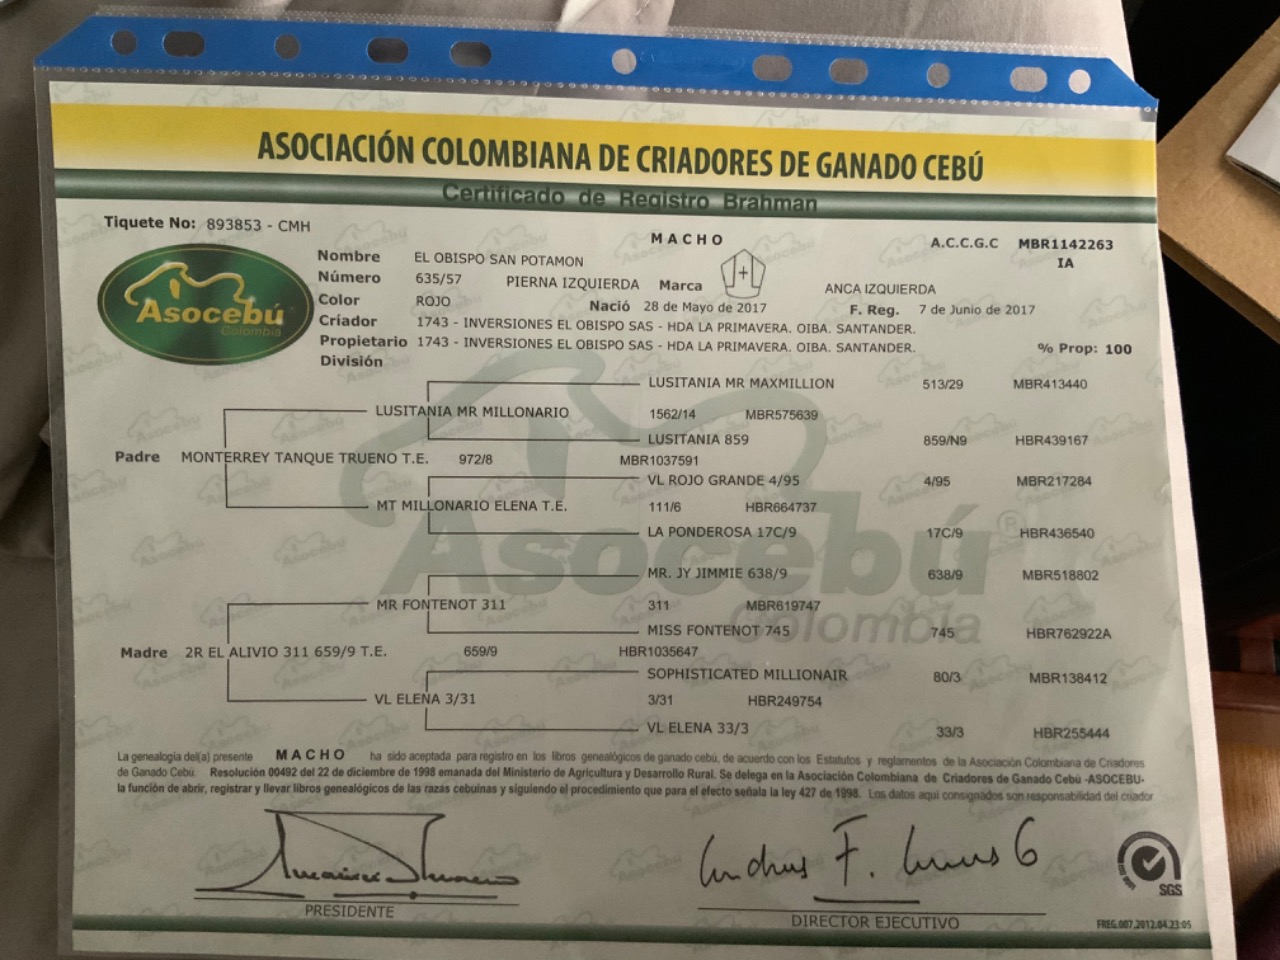 ASOCIACIÓN COLOMBIANA DE CRIADORES DE GANADO CEBÚ
Certificado de Registro Brahman
Tiquete No: 893853 - CMH
MACHO
A.C.C.G.C MBR1142263
IA
Asocebú
Colombia
Nombre EL OBISPO SAN POTAMON
Número 635/57 PIERNA IZQUIERDA Marca ANCA IZQUIERDA
Color ROJO Nació 28 de Mayo de 2017 F. Reg. 7 de Junio de 2017
Críador 1743 - INVERSIONES EL OBISPO SAS - HDA LA PRIMAVERA. OIBA. SANTANDER.
Propietario 1743 - INVERSIONES EL OBISPO SAS - HDA LA PRIMAVERA. OIBA. SANTANDER. % Prop: 100
División
LUSITANIA MR MAXMILLION 513/29 MBR413440
LUSITANIA MR MILLONARIO 1562/14 MBR575639
LUSITANIA 859 859/N9 HBR439167
Padre MONTERREY TANQUE TRUENO T.E. 972/8 MBR1037591
VL ROJO GRANDE 4/95 4/95 MBR217284
MT MILLONARIO ELENA T.E. 111/6 HBR664737
LA PONDEROSA 17C/9 17C/9 HBR436540
Asocebú®
Colombia
MR. JY JIMMIE 638/9 638/9 MBR518802
MR FONTENOT 311 311 MBR619747
MISS FONTENOT 745 745 HBR762922A
Madre 2R EL ALIVIO 311 659/9 T.E. 659/9 HBR1035647
SOPHISTICATED MILLIONAIR 80/3 MBR138412
VL ELENA 3/31 3/31 HBR249754
VL ELENA 33/3 33/3 HBR255444
La genealogía del(a) presente MACHO ha sido aceptada para registro en los libros genealógicos de ganado cebú, de acuerdo con los Estatutos y reglamentos de la Asociación Colombiana de Criadores
de Ganado Cebú. Resolución 00492 del 22 de diciembre de 1998 emanada del Ministerio de Agricultura y Desarrollo Rural. Se delega en la Asociación Colombiana de Criadores de Ganado Cebú -ASOCEBU-
la función de abrir, registrar y llevar libros genealógicos de las razas cebuinas y siguiendo el procedimiento que para el efecto señala la ley 427 de 1998. Los datos aquí consignados son responsabilidad del criador
PRESIDENTE
DIRECTOR EJECUTIVO
SGS
FREG.007.2012.04.23:05